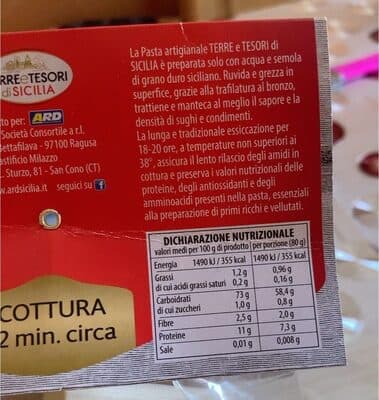 TERRE e TESORI
di SICILIA
tto per: ARD
Società Consortile a r.l.
Bettafilava - 97100 Ragusa
astificio Milazzo
. Sturzo, 81 - San Cono (CT)
w.ardsicilia.it seguici su f
COTTURA
2 min. circa
La Pasta artigianale TERRE e TESORI di
SICILIA è preparata solo con acqua e semola
di grano duro siciliano. Ruvida e grezza in
superfice, grazie alla trafilatura al bronzo,
trattiene e manteca al meglio il sapore e la
densità di sughi e condimenti.
La lunga e tradizionale essiccazione per
18-20 ore, a temperature non superiori ai
38°, assicura il lento rilascio degli amidi in
cottura e preserva i valori nutrizionali delle
proteine, degli antiossidanti e degli
amminoacidi presenti nella pasta, essenziali
alla preparazione di primi ricchi e vellutati.
DICHIARAZIONE NUTRIZIONALE
valori medi per 100 g di prodotto per porzione (80 g)
Energia 1490 kJ / 355 kcal 1490 kJ / 355 kcal
Grassi 1,2 g 0,96 g
di cui acidi grassi saturi 0,2 g 0,16 g
Carboidrati 73 g 58,4 g
di cui zuccheri 1,0 g 0,8 g
Fibre 2,5 g 2,0 g
Proteine 11 g 7,3 g
Sale 0,01 g 0,008 g